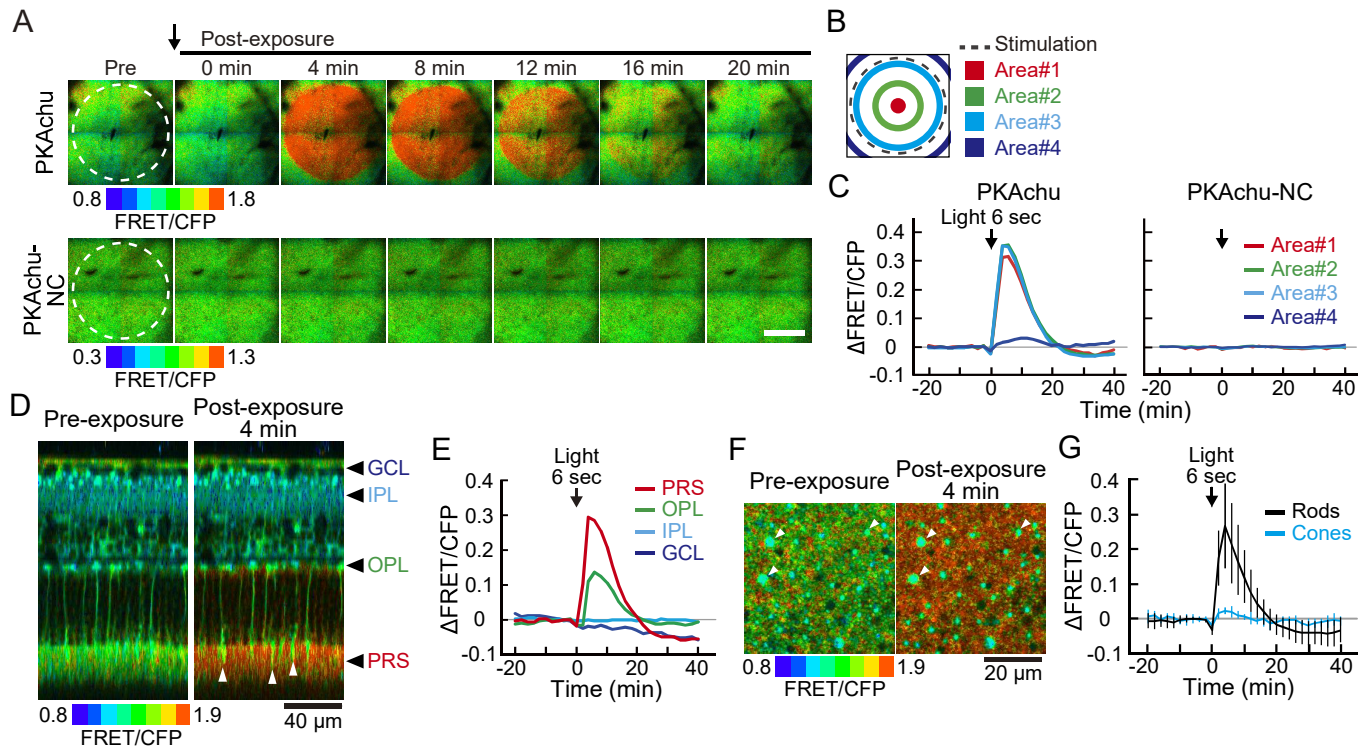 A
Post-exposure
Pre
0 min
4 min
8 min
12 min
16 min
20 min
PKAchu
0.8
1.8
FRET/CFP
PKAchu-
NC
0.3
1.3
FRET/CFP
B
Stimulation
Area#1
Area#2
Area#3
Area#4
C
PKAchu
PKAchu-NC
Light 6 sec
ΔFRET/CFP
0.4
0.3
0.2
0.1
0
-0.1
-20
0
20
40
-20
0
20
40
Time (min)
Area#1
Area#2
Area#3
Area#4
D
Pre-exposure
Post-exposure
4 min
GCL
IPL
OPL
PRS
0.8
1.9
FRET/CFP
40 µm
E
Light
6 sec
ΔFRET/CFP
0.4
0.3
0.2
0.1
0
-0.1
-20
0
20
40
Time (min)
PRS
OPL
IPL
GCL
F
Pre-exposure
Post-exposure
4 min
0.8
1.9
FRET/CFP
20 µm
G
Light
6 sec
ΔFRET/CFP
0.4
0.3
0.2
0.1
0
-0.1
-20
0
20
40
Time (min)
Rods
Cones